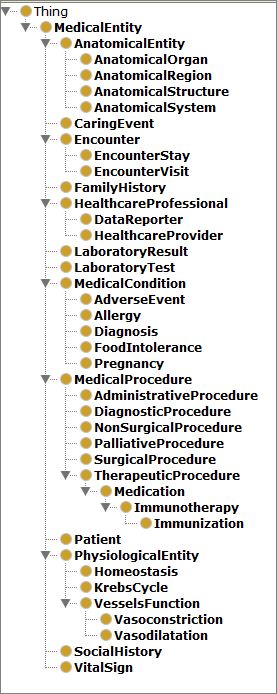 Thing
MedicalEntity
AnatomicalEntity
AnatomicalOrgan
AnatomicalRegion
AnatomicalStructure
AnatomicalSystem
CaringEvent
Encounter
EncounterStay
EncounterVisit
FamilyHistory
HealthcareProfessional
DataReporter
HealthcareProvider
LaboratoryResult
LaboratoryTest
MedicalCondition
AdverseEvent
Allergy
Diagnosis
FoodIntolerance
Pregnancy
MedicalProcedure
AdministrativeProcedure
DiagnosticProcedure
NonSurgicalProcedure
PalliativeProcedure
SurgicalProcedure
TherapeuticProcedure
Medication
Immunotherapy
Immunization
Patient
PhysiologicalEntity
Homeostasis
KrebsCycle
VesselsFunction
Vasoconstriction
Vasodilatation
SocialHistory
VitalSign